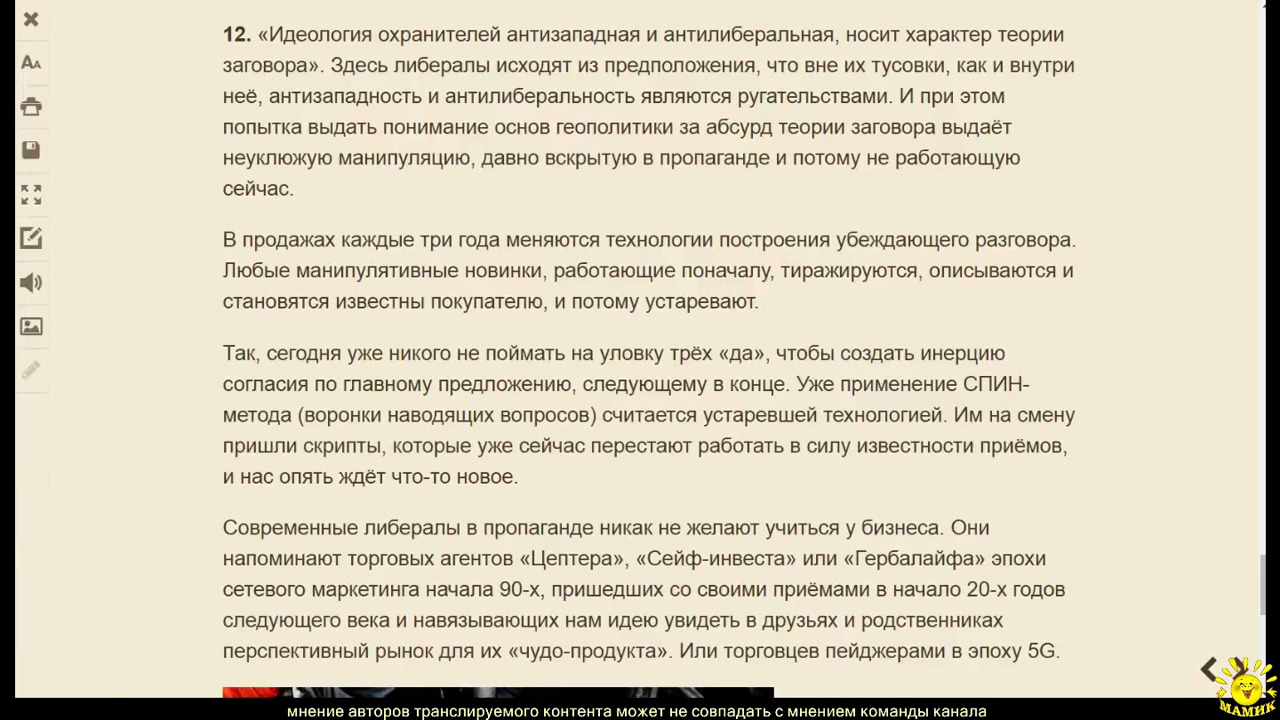 12. «Идеология охранителей антизападная и антилиберальная, носит характер теории
заговора». Здесь либералы исходят из предположения, что вне их тусовки, как и внутри
неё, антизападность и антилиберальность являются ругательствами. И при этом
попытка выдать понимание основ геополитики за абсурд теории заговора выдаёт
неуклюжую манипуляцию, давно вскрытую в пропаганде и потому не работающую
сейчас.
В продажах каждые три года меняются технологии построения убеждающего разговора.
Любые манипулятивные новинки, работающие поначалу, тиражируются, описываются и
становятся известны покупателю, и потому устаревают.
Так, сегодня уже никого не поймать на уловку трёх «да», чтобы создать инерцию
согласия по главному предложению, следующему в конце. Уже применение СПИН-
метода (воронки наводящих вопросов) считается устаревшей технологией. Им на смену
пришли скрипты, которые уже сейчас перестают работать в силу известности приёмов,
и нас опять ждёт что-то новое.
Современные либералы в пропаганде никак не желают учиться у бизнеса. Они
напоминают торговых агентов «Цептера», «Сейф-инвеста» или «Гербалайфа» эпохи
сетевого маркетинга начала 90-х, пришедших со своими приёмами в начало 20-х годов
следующего века и навязывающих нам идею увидеть в друзьях и родственниках
перспективный рынок для их «чудо-продукта». Или торговцев пейджерами в эпоху 5G.
МАМИК
мнение авторов транслируемого контента может не совпадать с мнением команды канала